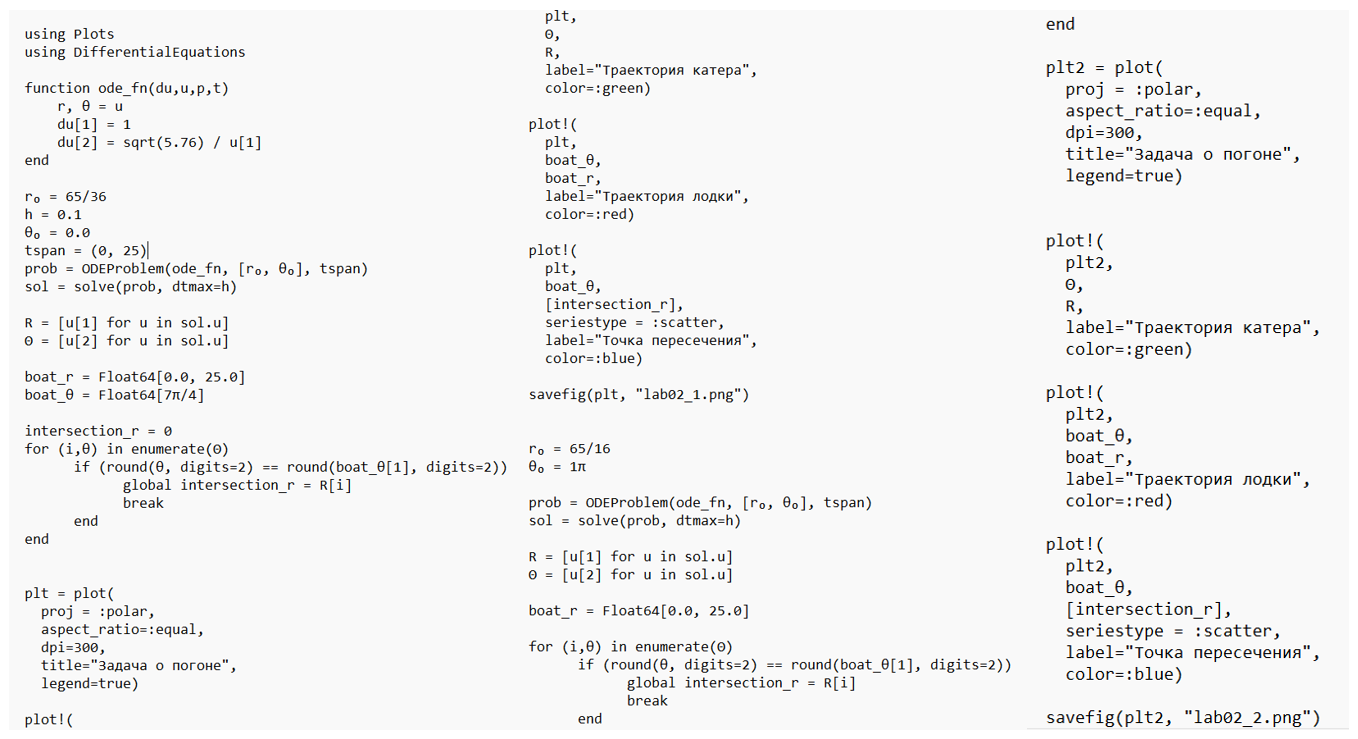 using Plots
using DifferentialEquations
function ode_fn(du,u,p,t)
    r, θ = u
    du[1] = 1
    du[2] = sqrt(5.76) / u[1]
end
r₀ = 65/36
h = 0.1
θ₀ = 0.0
tspan = (0, 25)
prob = ODEProblem(ode_fn, [r₀, θ₀], tspan)
sol = solve(prob, dtmax=h)
R = [u[1] for u in sol.u]
Θ = [u[2] for u in sol.u]
boat_r = Float64[0.0, 25.0]
boat_θ = Float64[7π/4]
intersection_r = 0
for (i,θ) in enumerate(Θ)
      if (round(θ, digits=2) == round(boat_θ[1], digits=2))
            global intersection_r = R[i]
            break
      end
end
plt = plot(
  proj = :polar,
  aspect_ratio=:equal,
  dpi=300,
  title="Задача о погоне",
  legend=true)
plot!(
  plt,
  Θ,
  R,
  label="Траектория катера",
  color=:green)
plot!(
  plt,
  boat_θ,
  boat_r,
  label="Траектория лодки",
  color=:red)
plot!(
  plt,
  boat_θ,
  [intersection_r],
  seriestype = :scatter,
  label="Точка пересечения",
  color=:blue)
savefig(plt, "lab02_1.png")
r₀ = 65/16
θ₀ = 1π
prob = ODEProblem(ode_fn, [r₀, θ₀], tspan)
sol = solve(prob, dtmax=h)
R = [u[1] for u in sol.u]
Θ = [u[2] for u in sol.u]
boat_r = Float64[0.0, 25.0]
for (i,θ) in enumerate(Θ)
      if (round(θ, digits=2) == round(boat_θ[1], digits=2))
            global intersection_r = R[i]
            break
      end
end
plt2 = plot(
  proj = :polar,
  aspect_ratio=:equal,
  dpi=300,
  title="Задача о погоне",
  legend=true)
plot!(
  plt2,
  Θ,
  R,
  label="Траектория катера",
  color=:green)
plot!(
  plt2,
  boat_θ,
  boat_r,
  label="Траектория лодки",
  color=:red)
plot!(
  plt2,
  boat_θ,
  [intersection_r],
  seriestype = :scatter,
  label="Точка пересечения",
  color=:blue)
savefig(plt2, "lab02_2.png")